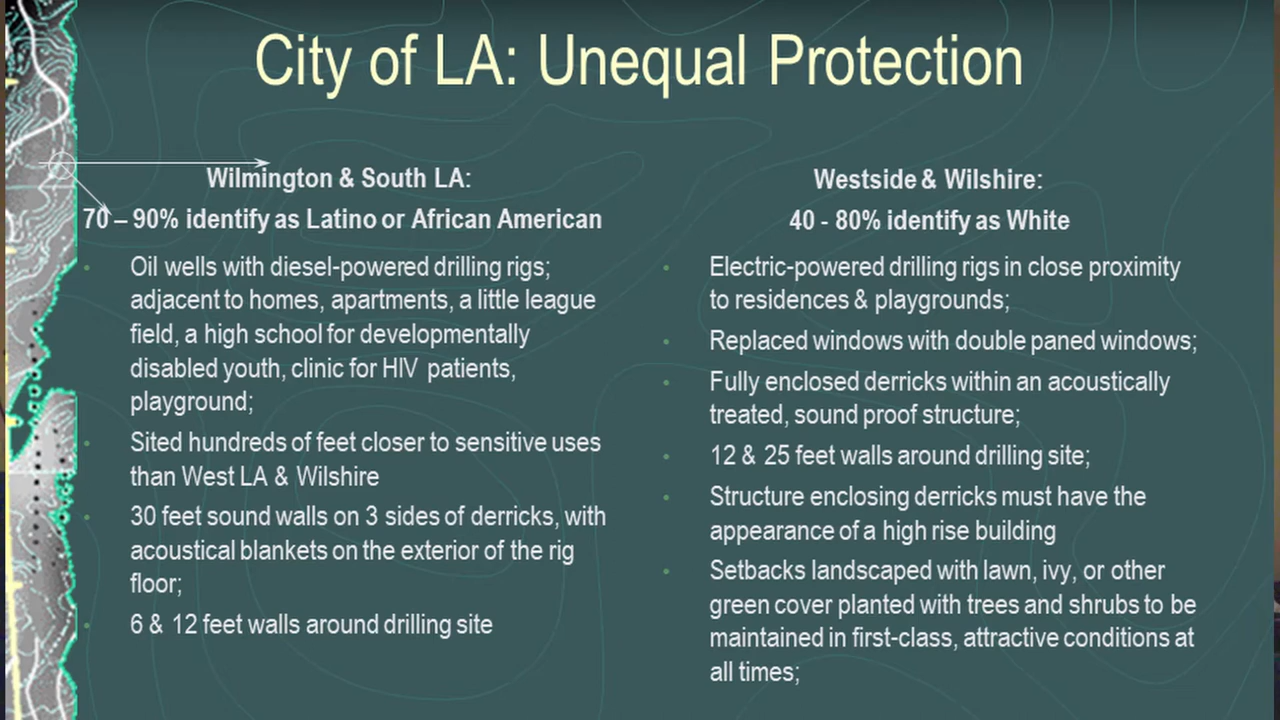 City of LA: Unequal Protection
Wilmington & South LA:
70 – 90% identify as Latino or African American
Oil wells with diesel-powered drilling rigs;
adjacent to homes, apartments, a little league
field, a high school for developmentally
disabled youth, clinic for HIV patients,
playground;
Sited hundreds of feet closer to sensitive uses
than West LA & Wilshire
30 feet sound walls on 3 sides of derricks, with
acoustical blankets on the exterior of the rig
floor;
6 & 12 feet walls around drilling site
Westside & Wilshire:
40 - 80% identify as White
Electric-powered drilling rigs in close proximity
to residences & playgrounds;
Replaced windows with double paned windows;
Fully enclosed derricks within an acoustically
treated, sound proof structure;
12 & 25 feet walls around drilling site;
Structure enclosing derricks must have the
appearance of a high rise building
Setbacks landscaped with lawn, ivy, or other
green cover planted with trees and shrubs to be
maintained in first-class, attractive conditions at
all times;